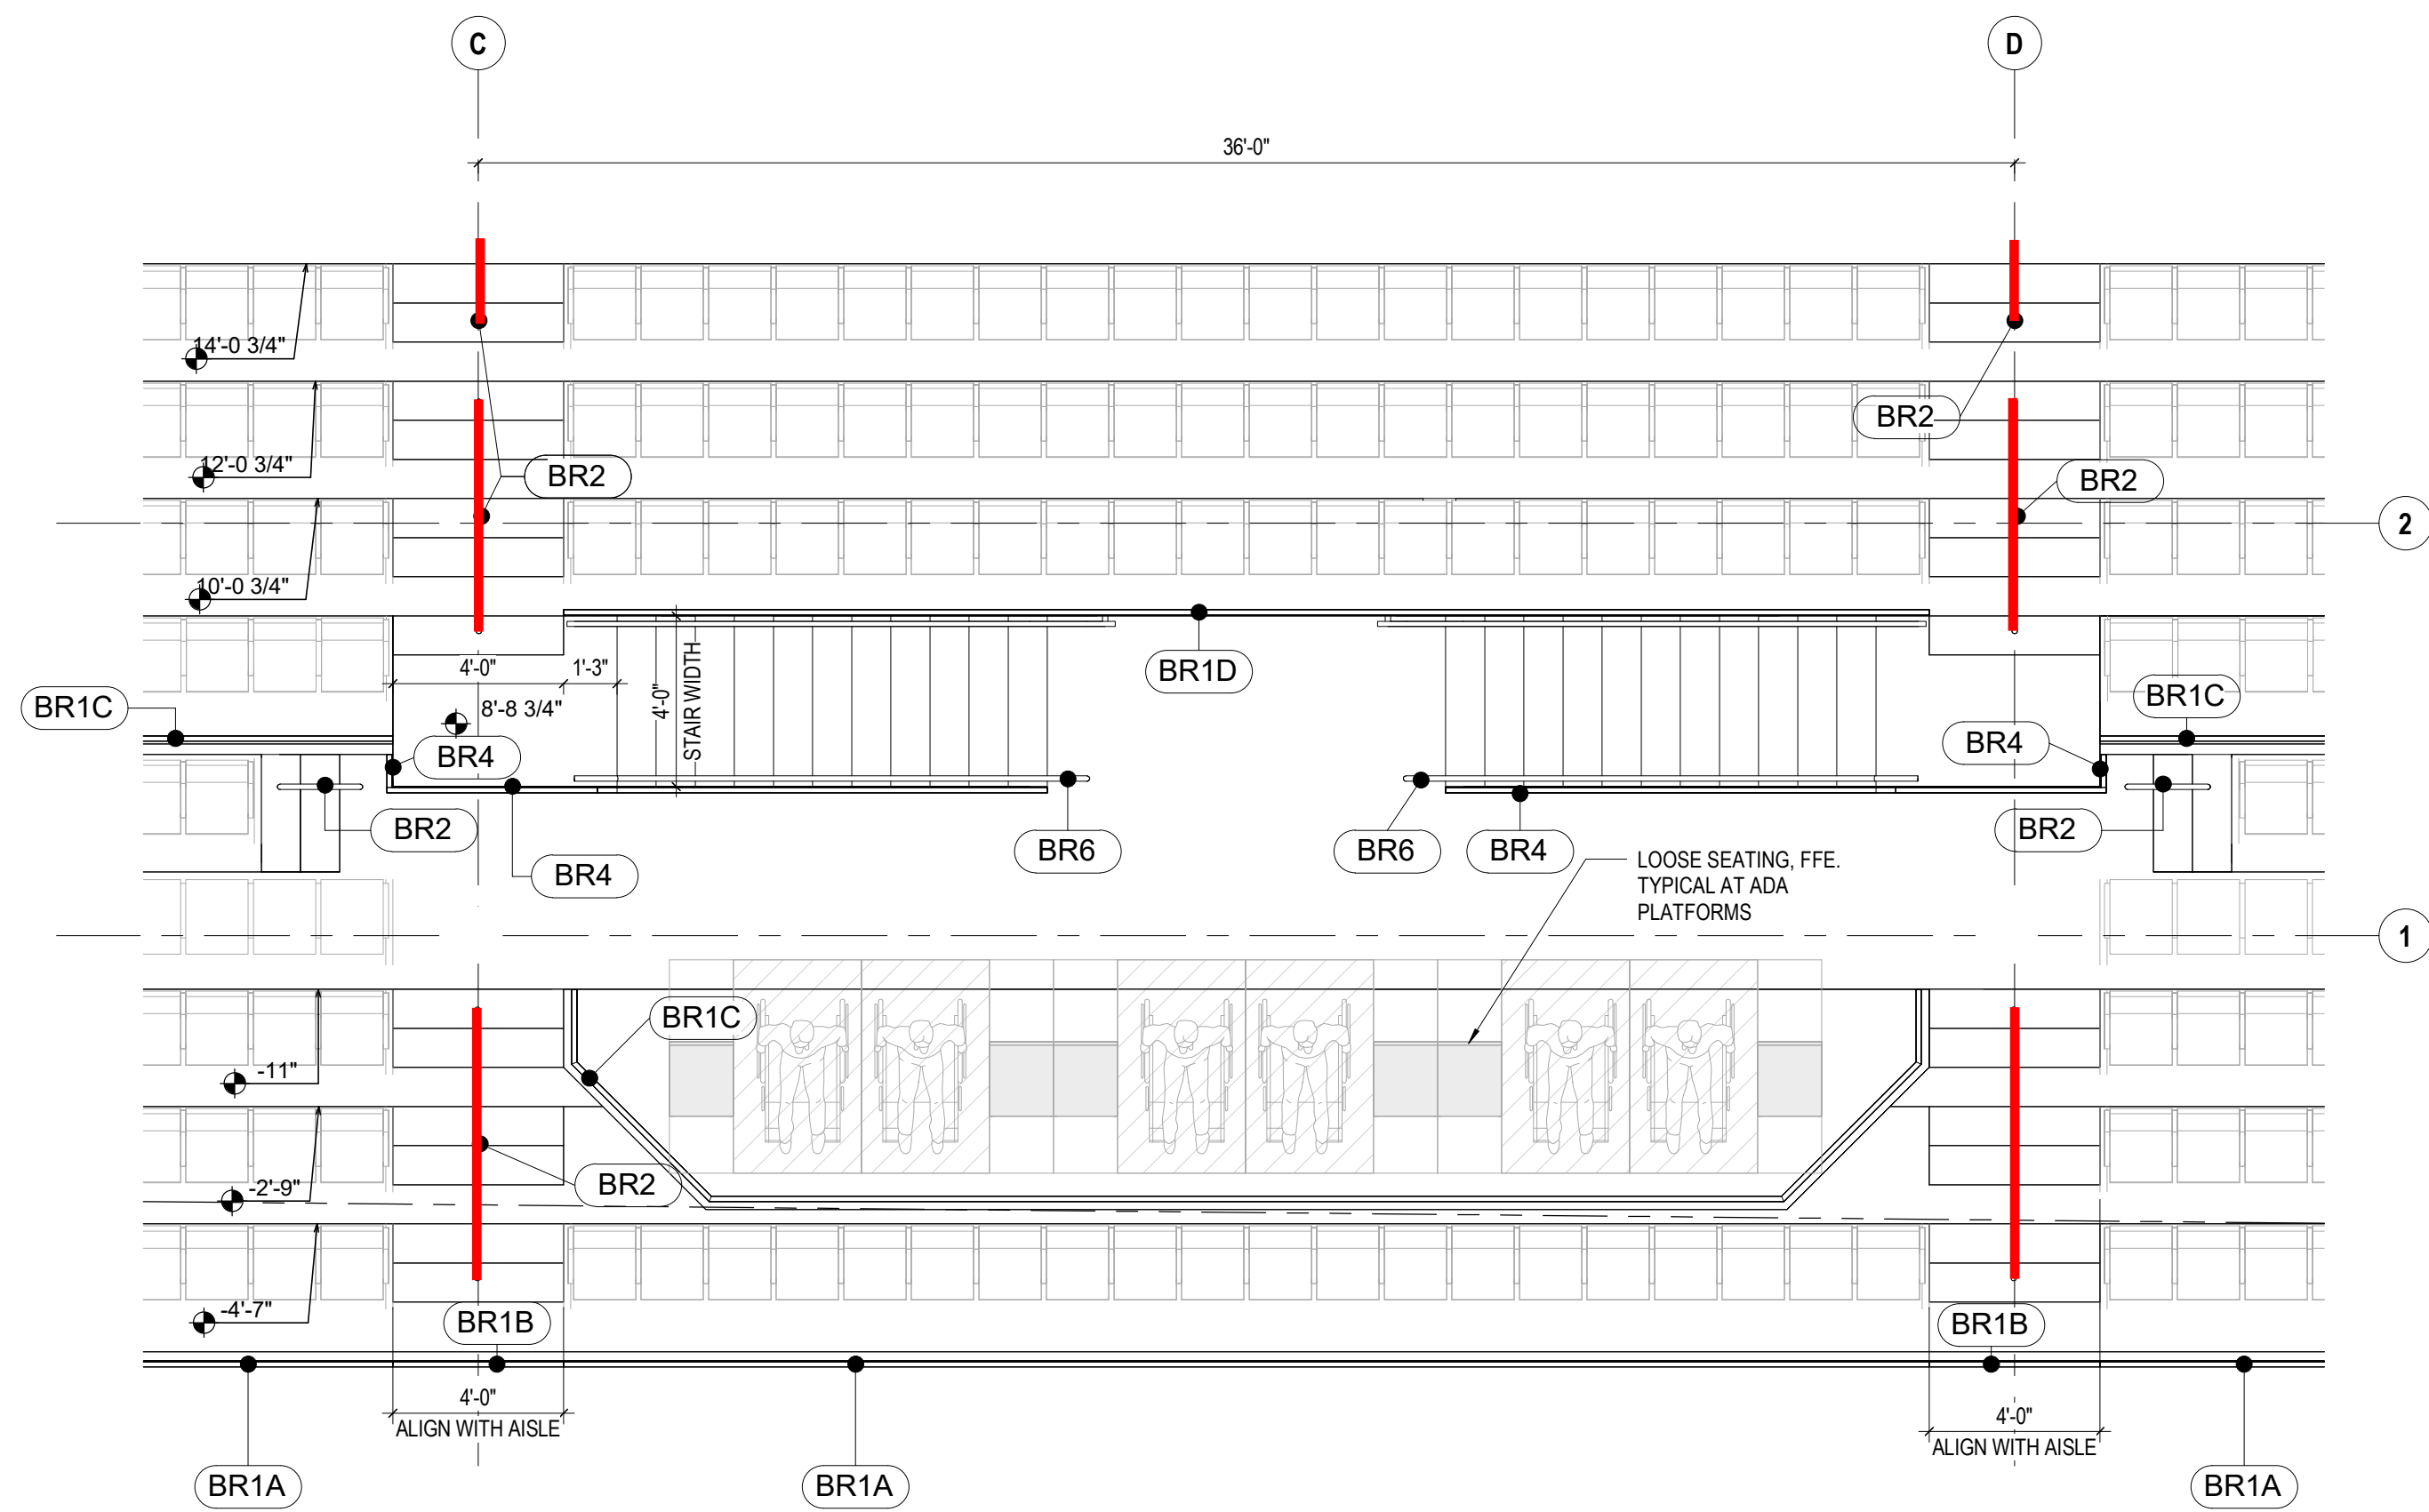 C
D
36'-0"
14'-0 3/4"
BR2
12'-0 3/4"
BR2
BR2
2
10'-0 3/4"
4'-0"
1'-3"
4'-0"
STAIR WIDTH
BR1D
BR1C
BR1C
8'-8 3/4"
BR4
BR4
BR2
BR6
BR6
BR4
BR2
BR4
LOOSE SEATING, FFE.
TYPICAL AT ADA
PLATFORMS
1
BR1C
-11"
-2'-9"
BR2
-4'-7"
BR1B
BR1B
4'-0"
ALIGN WITH AISLE
4'-0"
ALIGN WITH AISLE
BR1A
BR1A
BR1A